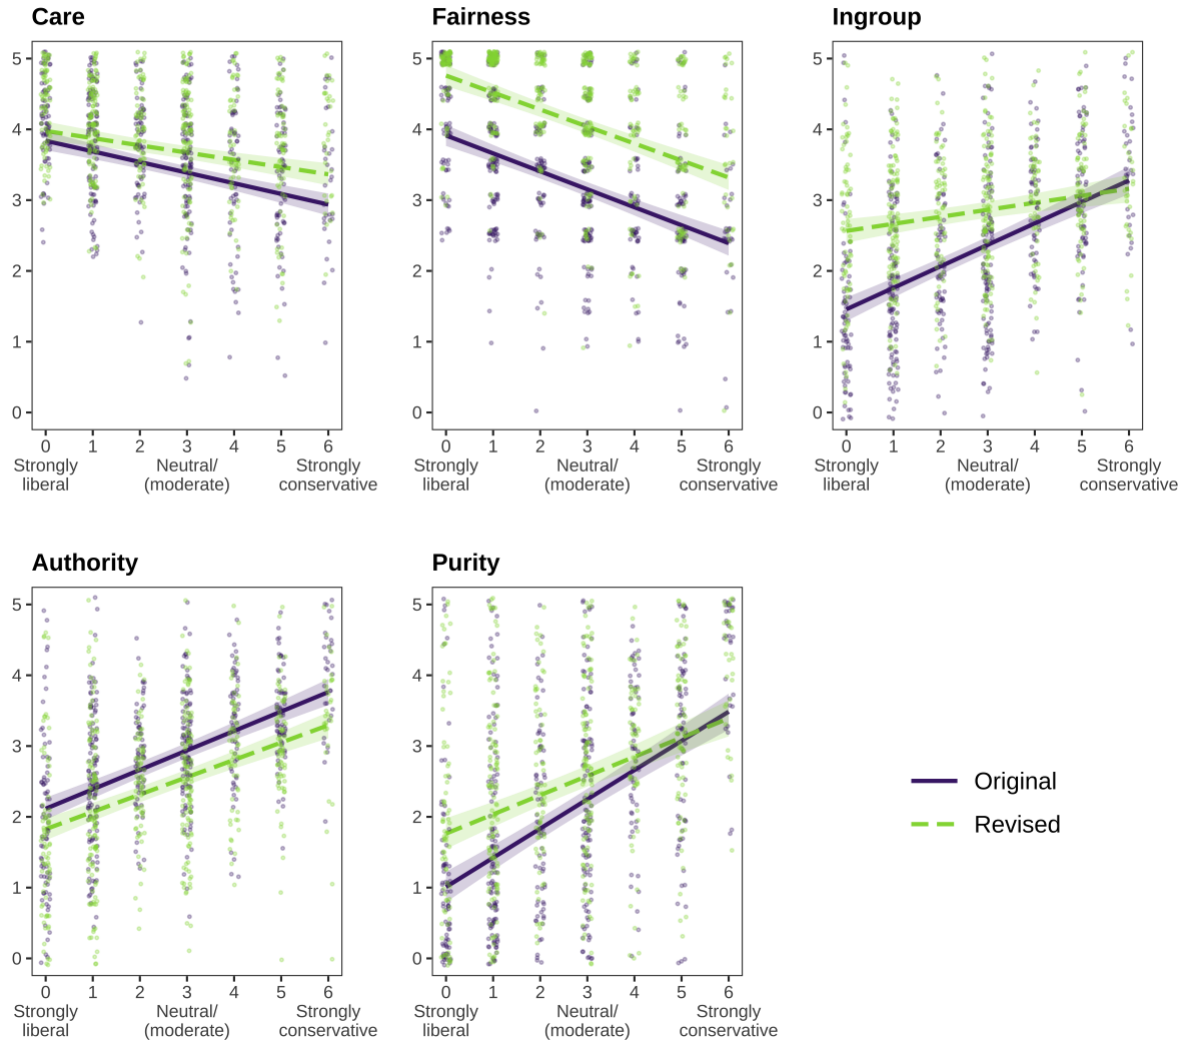 Care
5
4
3
2
1
0
0 1 2 3 4 5 6
Strongly Neutral/ Strongly
liberal (moderate) conservative
Fairness
5
4
3
2
1
0
0 1 2 3 4 5 6
Strongly Neutral/ Strongly
liberal (moderate) conservative
Ingroup
5
4
3
2
1
0
0 1 2 3 4 5 6
Strongly Neutral/ Strongly
liberal (moderate) conservative
Authority
5
4
3
2
1
0
0 1 2 3 4 5 6
Strongly Neutral/ Strongly
liberal (moderate) conservative
Purity
5
4
3
2
1
0
0 1 2 3 4 5 6
Strongly Neutral/ Strongly
liberal (moderate) conservative
Original
Revised